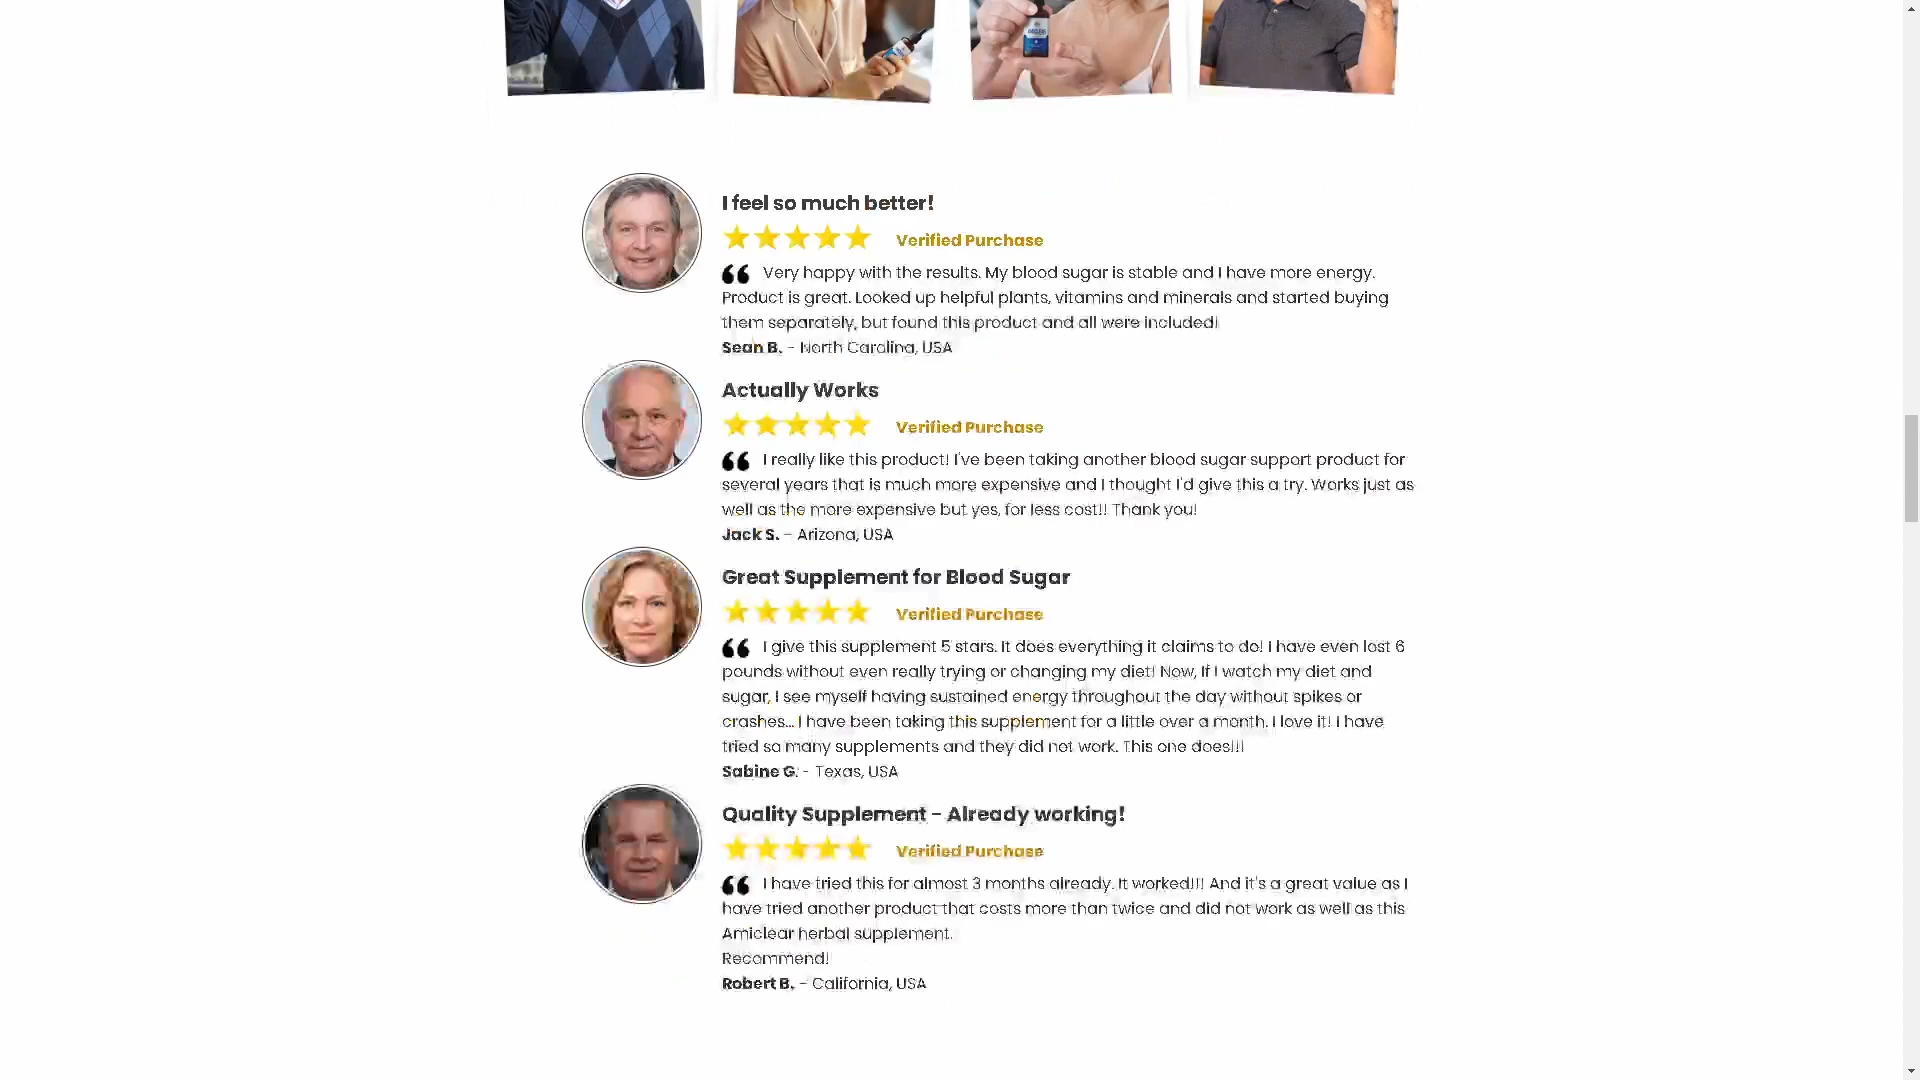 I feel so much better!
Verified Purchase
Very happy with the results. My blood sugar is stable and I have more energy.
Product is great. Looked up helpful plants, vitamins and minerals and started buying
them separately, but found this product and all were included!
Sean B. - North Carolina, USA
Actually Works
Verified Purchase
I really like this product! I've been taking another blood sugar support product for
several years that is much more expensive and I thought I'd give this a try. Works just as
well as the more expensive but yes, for less cost!! Thank you!
Jack S. - Arizona, USA
Great Supplement for Blood Sugar
Verified Purchase
I give this supplement 5 stars. It does everything it claims to do! I have even lost 6
pounds without even really trying or changing my diet! Now, If I watch my diet and
sugar, I see myself having sustained energy throughout the day without spikes or
crashes... I have been taking this supplement for a little over a month. I love it! I have
tried so many supplements and they did not work. This one does!!!
Sabine G. - Texas, USA
Quality Supplement - Already working!
Verified Purchase
I have tried this for almost 3 months already. It worked!!! And it's a great value as I
have tried another product that costs more than twice and did not work as well as this
Amiclear herbal supplement.
Recommend!
Robert B. - California, USA